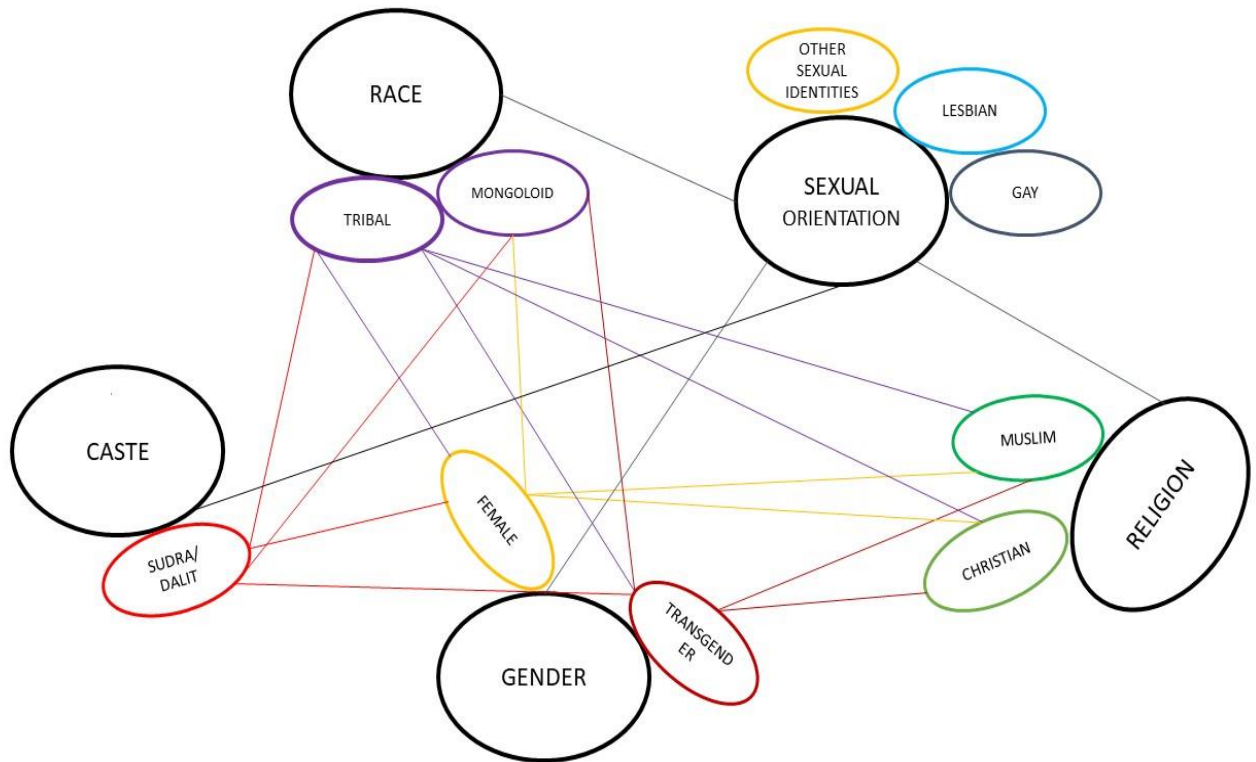 RACE
OTHER
SEXUAL
IDENTITIES
LESBIAN
MONGOLOID
SEXUAL
ORIENTATION
GAY
TRIBAL
CASTE
MUSLIM
RELIGION
FEMALE
SUDRA/
DALIT
CHRISTIAN
GENDER
TRANSGEND
ER